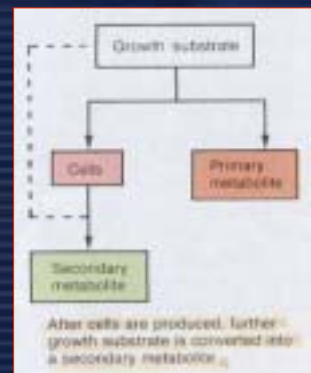 Growth substrate
Cells
Primary
metabolite
Secondary
metabolite
After cells are produced, further
growth substrate is converted into
a secondary metabolite